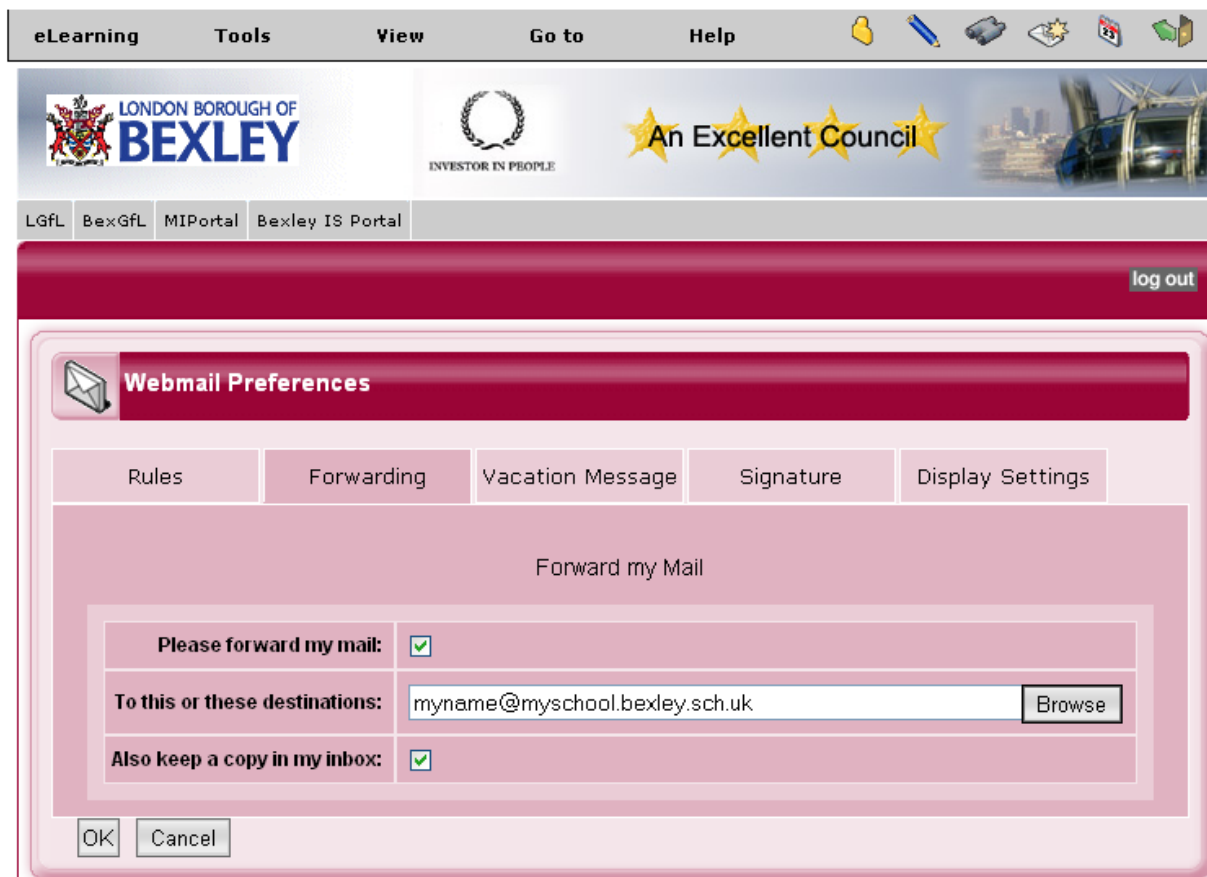 eLearning Tools View Go to Help
23
LONDON BOROUGH OF
BEXLEY
INVESTOR IN PEOPLE
An Excellent Council
LGfL BexGfL MIPortal Bexley IS Portal
log out
Webmail Preferences
Rules Forwarding Vacation Message Signature Display Settings
Forward my Mail
Please forward my mail:
To this or these destinations: myname@myschool.bexley.sch.uk Browse
Also keep a copy in my inbox:
OK Cancel